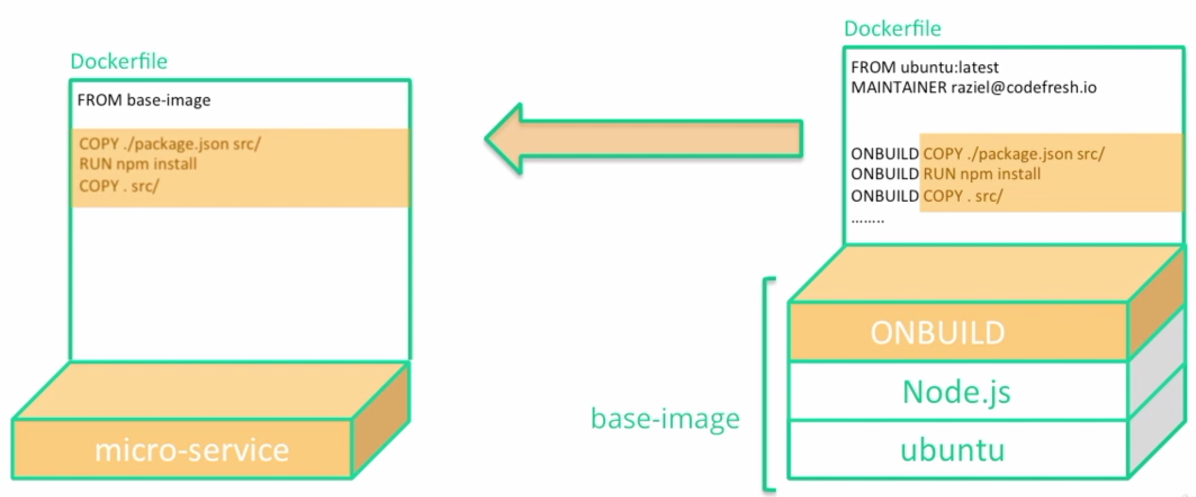 Dockerfile
FROM base-image
COPY ./package.json src/
RUN npm install
COPY . src/
micro-service
Dockerfile
FROM ubuntu:latest
MAINTAINER raziel@codefresh.io
ONBUILD COPY ./package.json src/
ONBUILD RUN npm install
ONBUILD COPY . src/
........
base-image
ONBUILD
Node.js
ubuntu